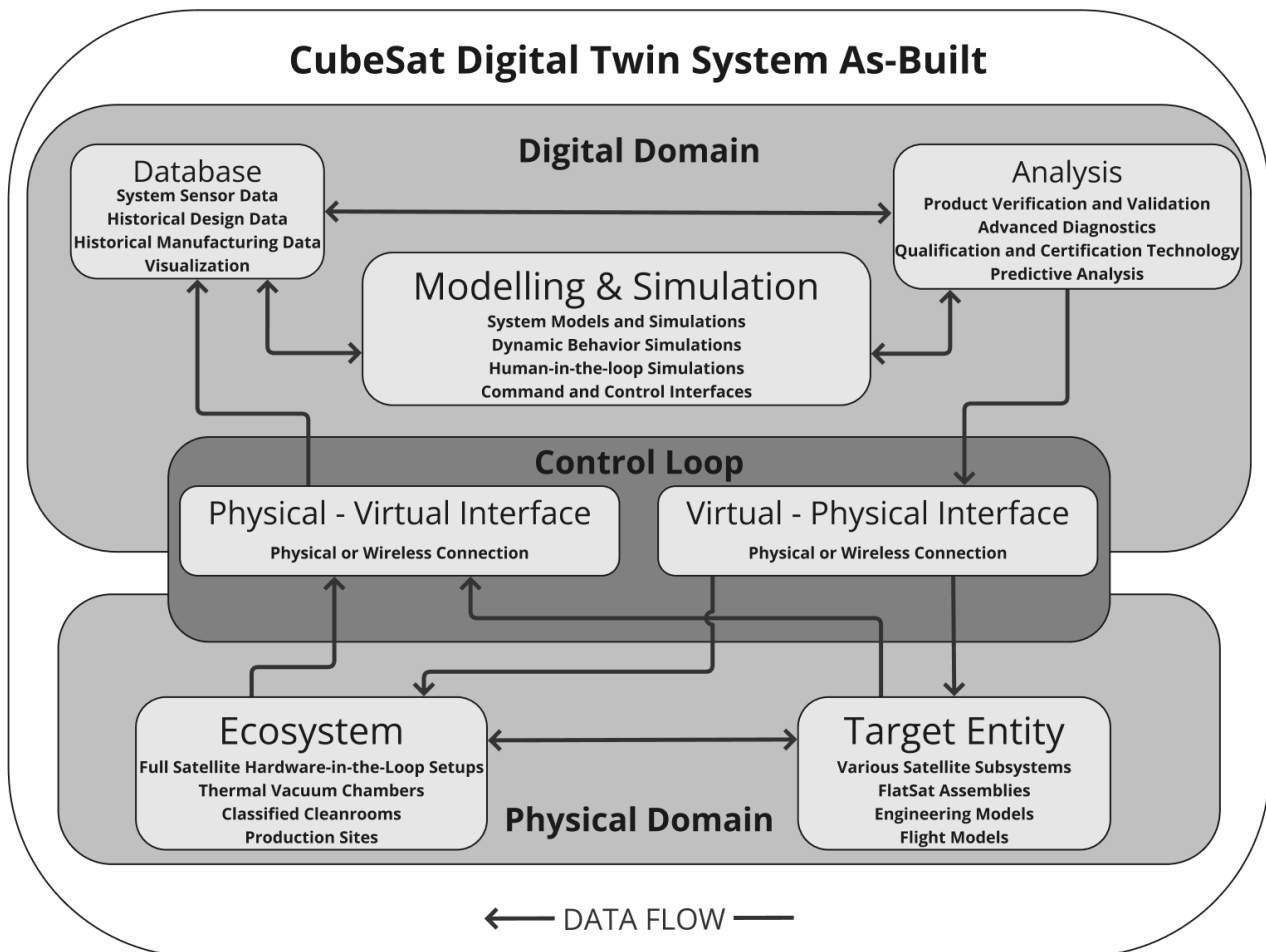 CubeSat Digital Twin System As-Built
Digital Domain
Database
System Sensor Data
Historical Design Data
Historical Manufacturing Data
Visualization
Analysis
Product Verification and Validation
Advanced Diagnostics
Qualification and Certification Technology
Predictive Analysis
Modelling & Simulation
System Models and Simulations
Dynamic Behavior Simulations
Human-in-the-loop Simulations
Command and Control Interfaces
Control Loop
Physical - Virtual Interface
Physical or Wireless Connection
Virtual - Physical Interface
Physical or Wireless Connection
Ecosystem
Full Satellite Hardware-in-the-Loop Setups
Thermal Vacuum Chambers
Classified Cleanrooms
Production Sites
Target Entity
Various Satellite Subsystems
FlatSat Assemblies
Engineering Models
Flight Models
Physical Domain
DATA FLOW